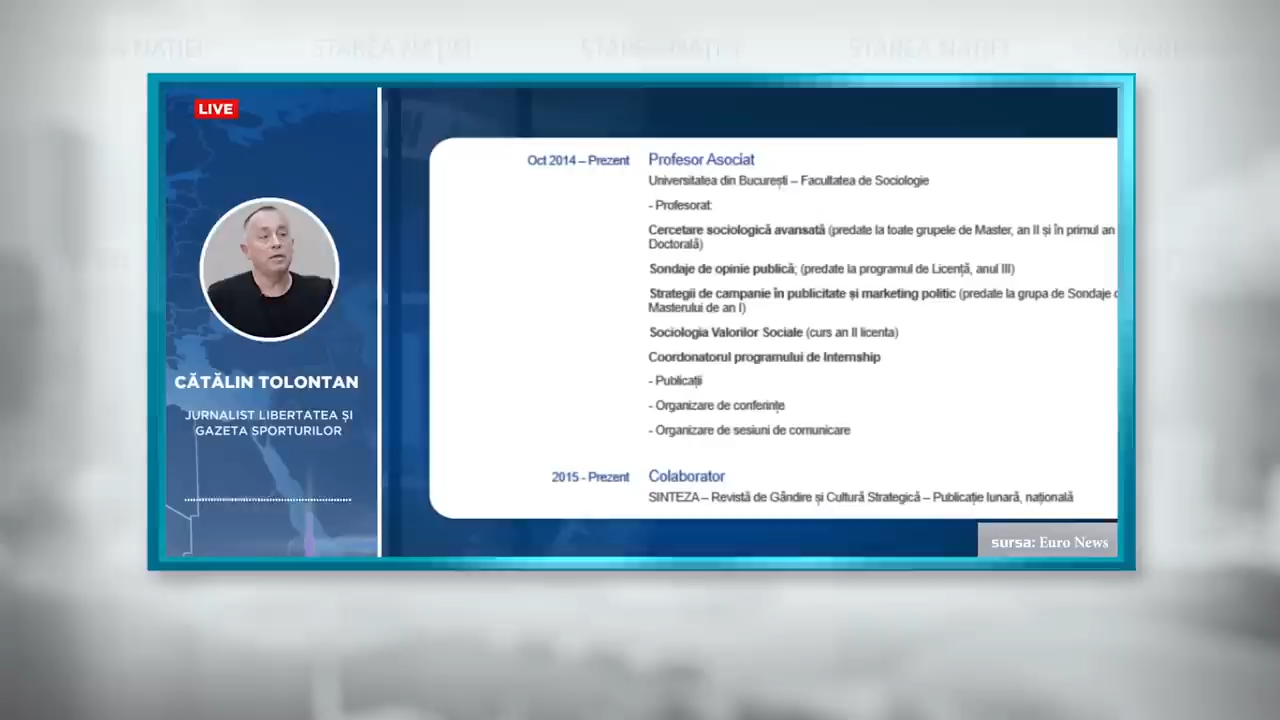 STAREA NAȚIEI
STAREA NAȚIEI
LIVE
CĂTĂLIN TOLONTAN
JURNALIST LIBERTATEA ȘI
GAZETA SPORTURILOR
Oct 2014 – Prezent
Profesor Asociat
Universitatea din București – Facultatea de Sociologie
- Profesorat:
Cercetare sociologică avansată (predate la toate grupele de Master, an II și în primul an
Doctorală)
Sondaje de opinie publică; (predate la programul de Licență, anul III)
Strategii de campanie în publicitate si marketing politic (predate la grupa de Sondaje
Masterului de an I)
Sociologia Valorilor Sociale (curs an II licenta)
Coordonatorul programului de Internship
- Publicații
- Organizare de conferințe
- Organizare de sesiuni de comunicare
2015 - Prezent
Colaborator
SINTEZA – Revistă de Gândire și Cultură Strategică – Publicație lunară, națională
sursa: Euro News